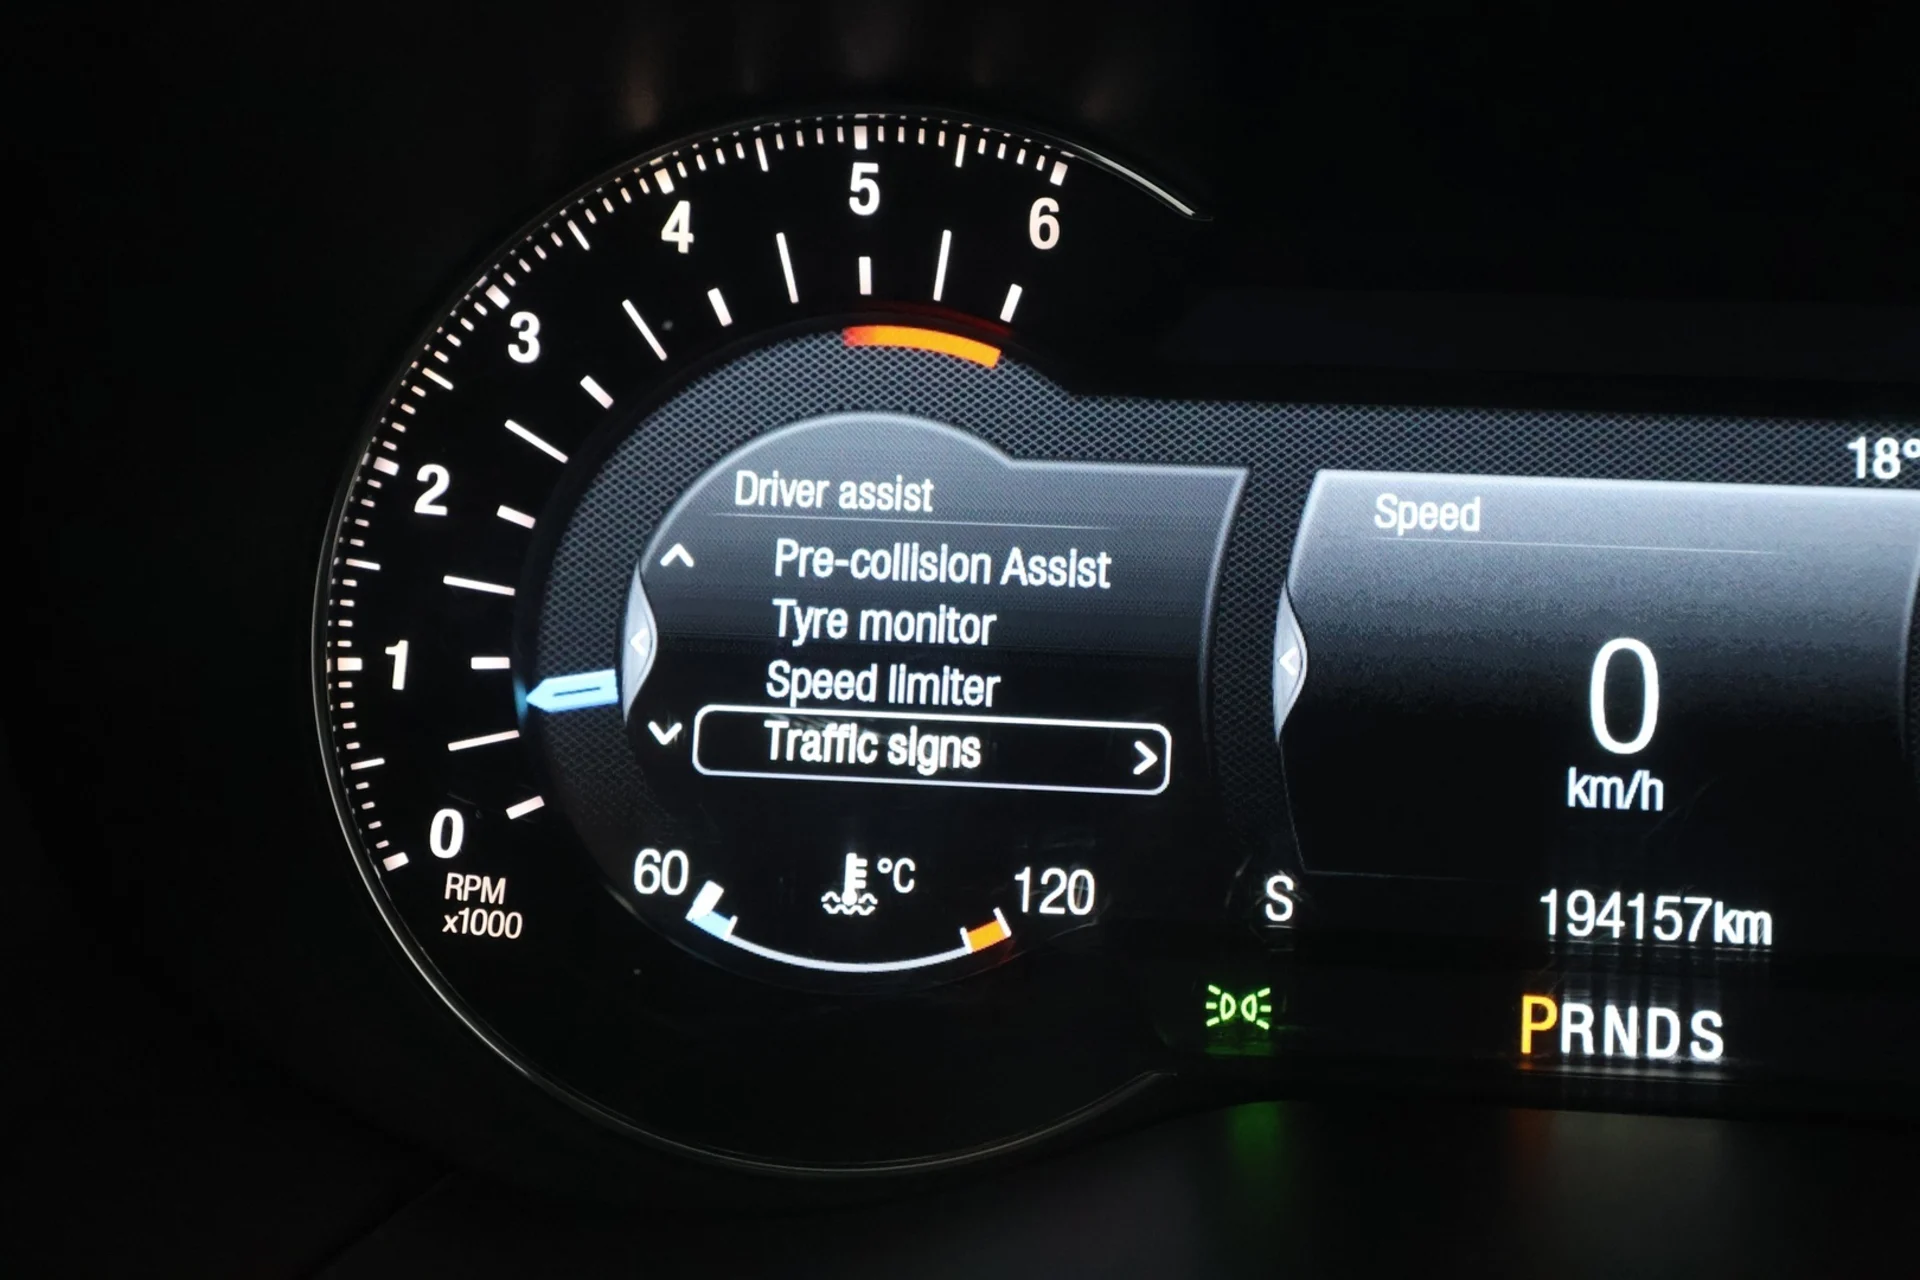 6
5
4
3
2
1
0
RPM
x1000
Driver assist
Pre-collision Assist
Tyre monitor
Speed limiter
Traffic signs
60
°C
120
S
18°
Speed
0
km/h
194157km
PRNDS